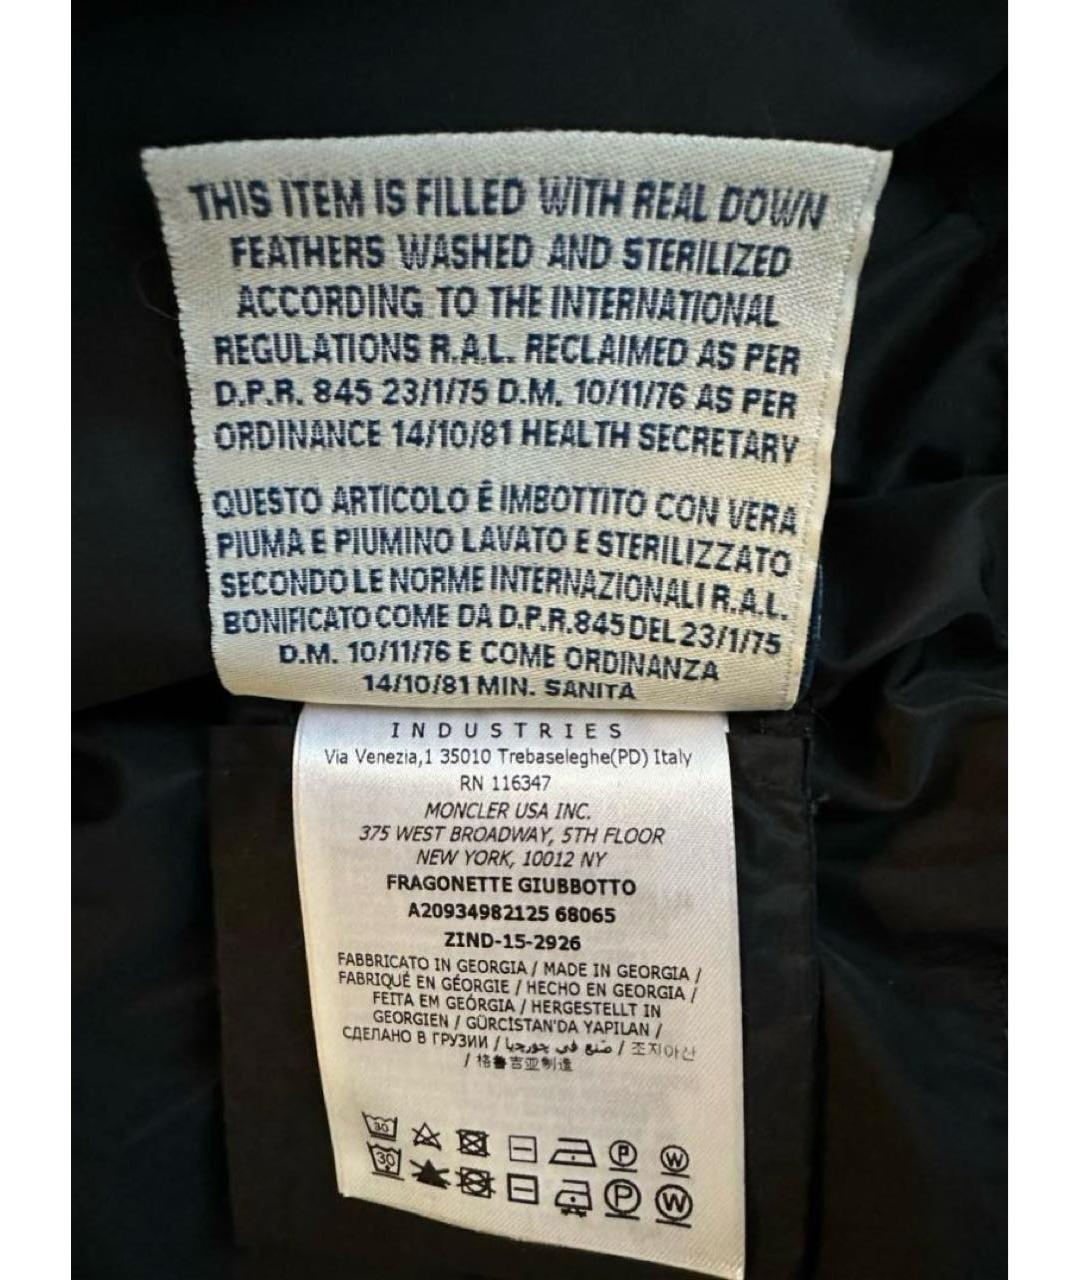 THIS ITEM IS FILLED WITH REAL DOWN
FEATHERS WASHED AND STERILIZED
ACCORDING TO THE INTERNATIONAL
REGULATIONS R.A.L. RECLAIMED AS PER
D.P.R. 845 23/1/75 D.M. 10/11/76 AS PER
ORDINANCE 14/10/81 HEALTH SECRETARY
QUESTO ARTICOLO È IMBOTTITO CON VERA
PIUMA E PIUMINO LAVATO E STERILIZZATO
SECONDO LE NORME INTERNAZIONALI R.A.L.
BONIFICATO COME DA D.P.R.845 DEL 23/1/75
D.M. 10/11/76 E COME ORDINANZA
14/10/81 MIN. SANITÀ
INDUSTRIES
Via Venezia,1 35010 Trebaseleghe(PD) Italy
RN 116347
MONCLER USA INC.
375 WEST BROADWAY, 5TH FLOOR
NEW YORK, 10012 NY
FRAGONETTE GIUBBOTTO
A20934982125 68065
ZIND-15-2926
FABBRICATO IN GEORGIA / MADE IN GEORGIA /
FABRIQUÉ EN GÉORGIE / HECHO EN GEORGIA /
FEITA EM GEÓRGIA / HERGESTELLT IN
GEORGIEN / GÜRCİSTAN'DA YAPILAN /
СДЕЛАНО В ГРУЗИИ / صنع في جورجيا / 조지아산
/ 格鲁吉亚制造
30 P W
30 P W